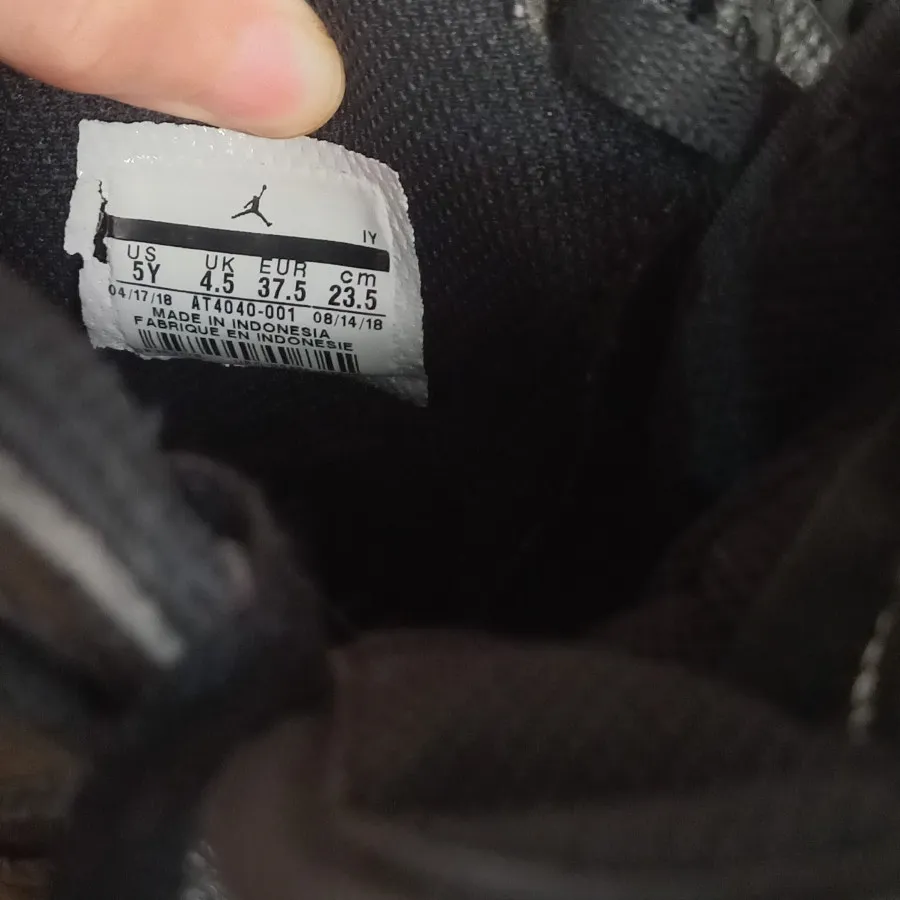 IY
US UK EUR cm
5Y 4.5 37.5 23.5
04/17/18 AT4040-001 08/14/18
MADE IN INDONESIA
FABRIQUE EN INDONESIE